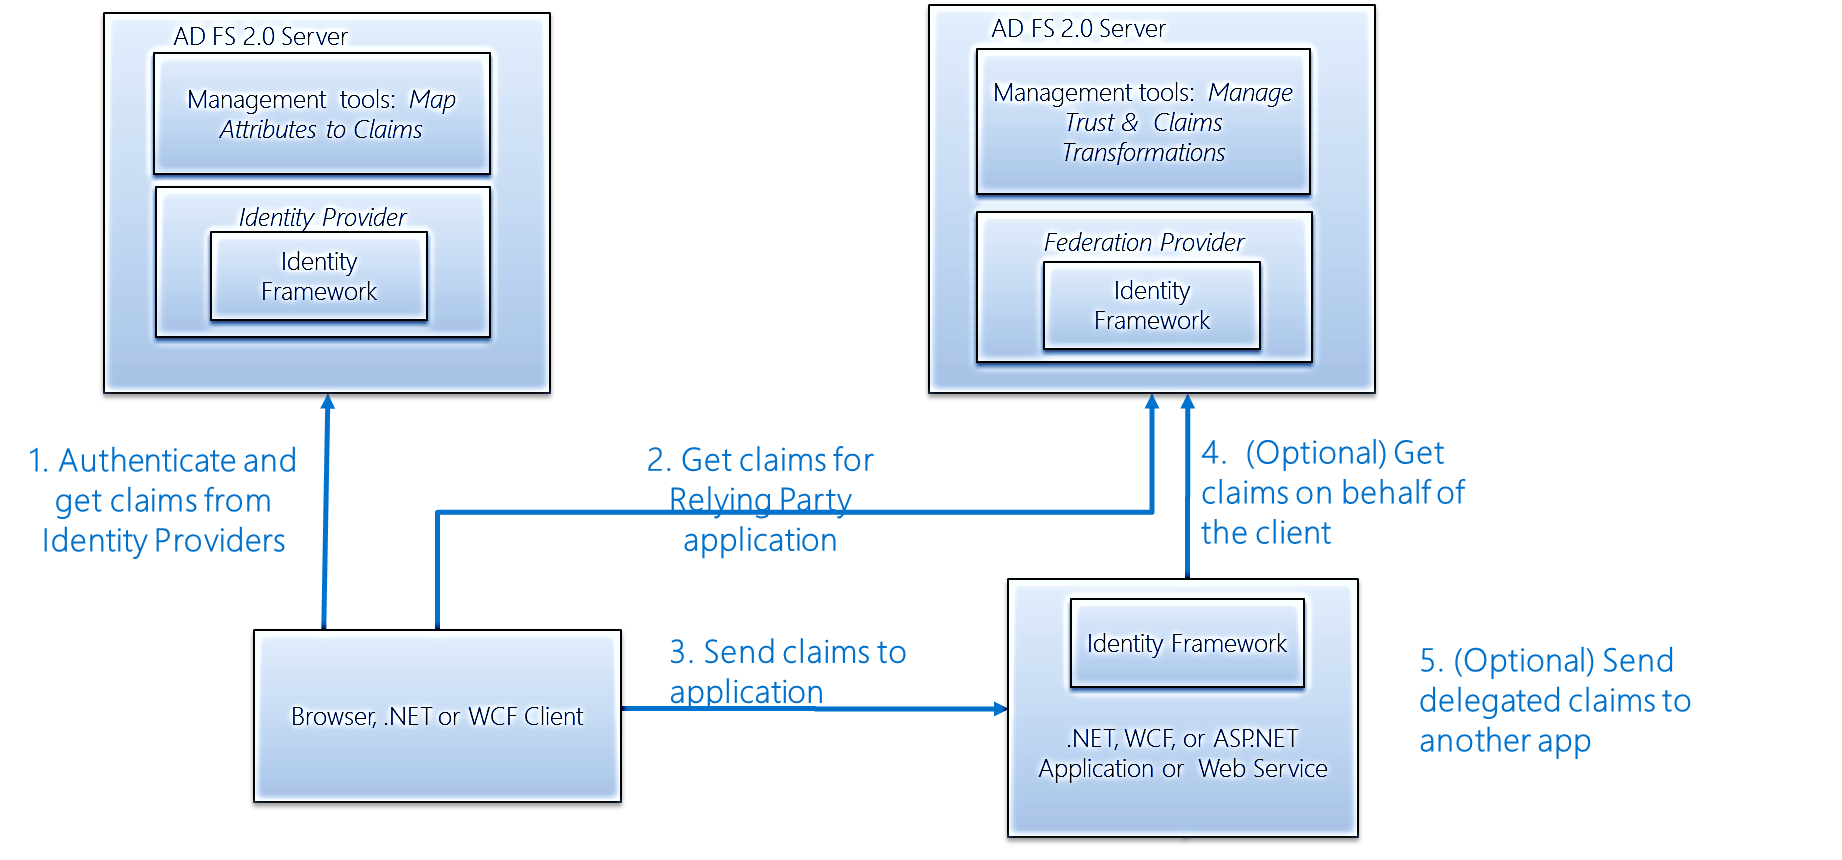 AD FS 2.0 Server
Management tools: Map
Attributes to Claims
Identity Provider
Identity
Framework
AD FS 2.0 Server
Management tools: Manage
Trust & Claims
Transformations
Federation Provider
Identity
Framework
1. Authenticate and
get claims from
Identity Providers
2. Get claims for
Relying Party
application
4. (Optional) Get
claims on behalf of
the client
Browser, .NET or WCF Client
3. Send claims to
application
Identity Framework
.NET, WCF, or ASP.NET
Application or Web Service
5. (Optional) Send
delegated claims to
another app